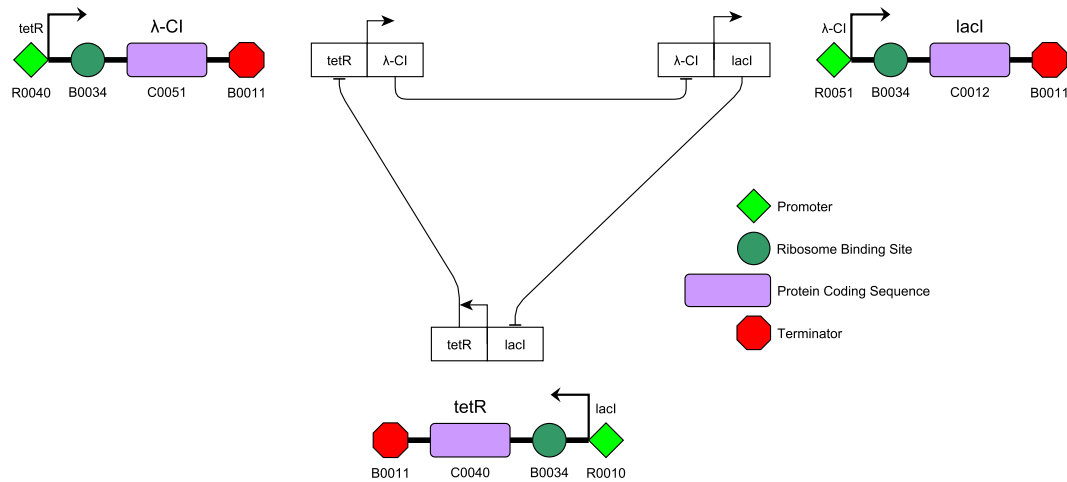 λ-CI
tetR
R0040 B0034 C0051 B0011
tetR λ-CI
λ-CI lacI
lacI
λ-CI
R0051 B0034 C0012 B0011
Promoter
Ribosome Binding Site
Protein Coding Sequence
Terminator
tetR lacI
tetR
lacI
B0011 C0040 B0034 R0010